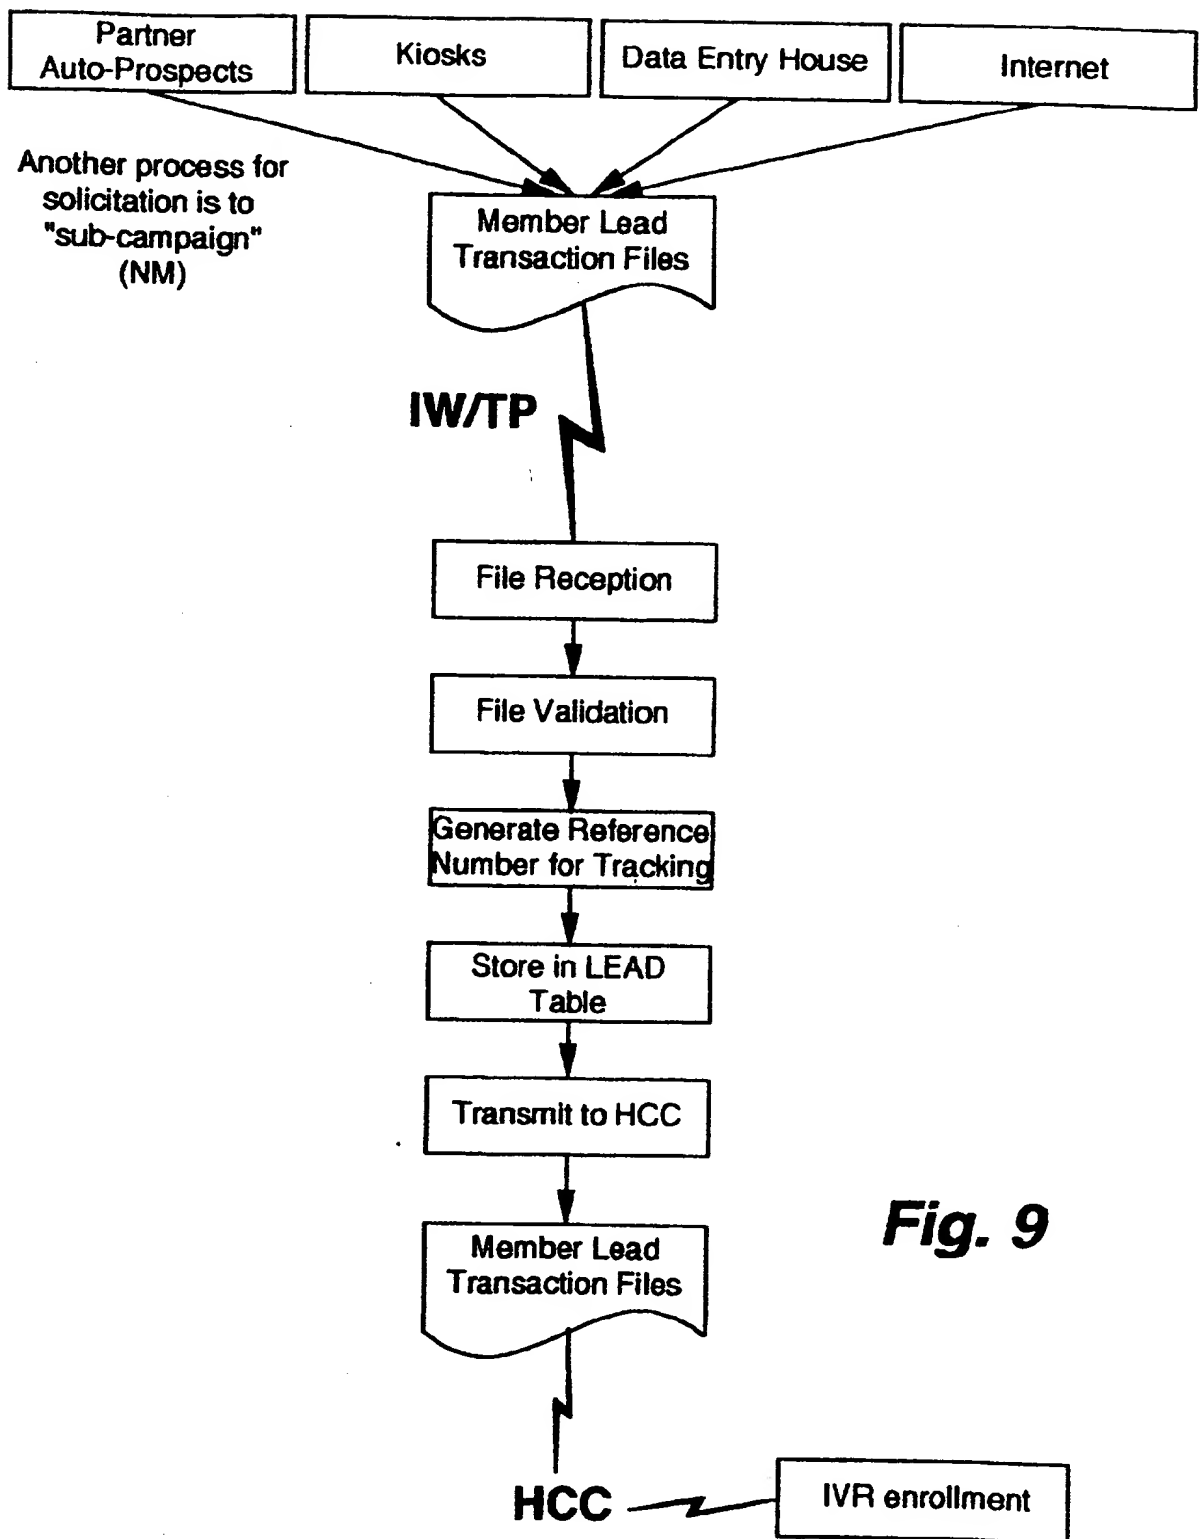 Partner
Auto-Prospects
Kiosks
Data Entry House
Internet
Another process for
solicitation is to
"sub-campaign"
(NM)
Member Lead
Transaction Files
IW/TP
File Reception
File Validation
Generate Reference
Number for Tracking
Store in LEAD
Table
Transmit to HCC
Member Lead
Transaction Files
Fig. 9
HCC
IVR enrollment